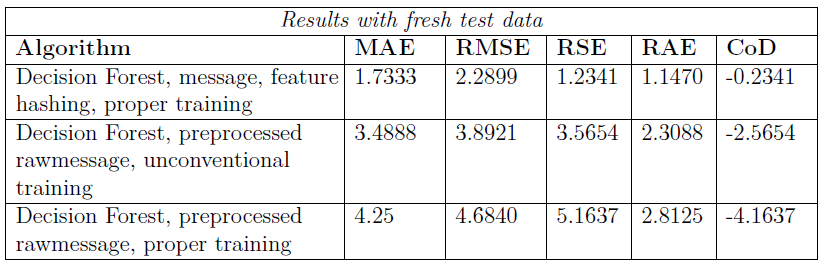 Results with fresh test data
Algorithm MAE RMSE RSE RAE CoD
Decision Forest, message, feature 1.7333 2.2899 1.2341 1.1470 -0.2341
hashing, proper training
Decision Forest, preprocessed 3.4888 3.8921 3.5654 2.3088 -2.5654
rawmessage, unconventional
training
Decision Forest, preprocessed 4.25 4.6840 5.1637 2.8125 -4.1637
rawmessage, proper training